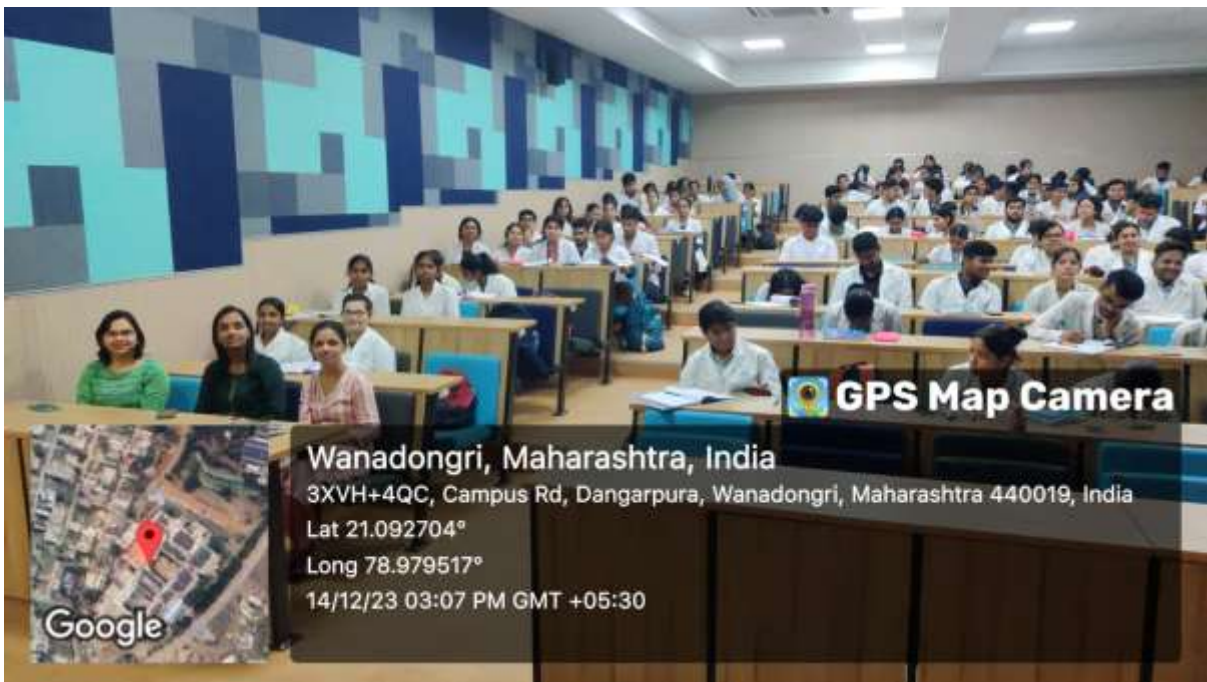 GPS Map Camera
Wanadongri, Maharashtra, India
3XVH+4QC, Campus Rd, Dangarpura, Wanadongri, Maharashtra 440019, India
Lat 21.092704°
Long 78.979517°
14/12/23 03:07 PM GMT +05:30
Google